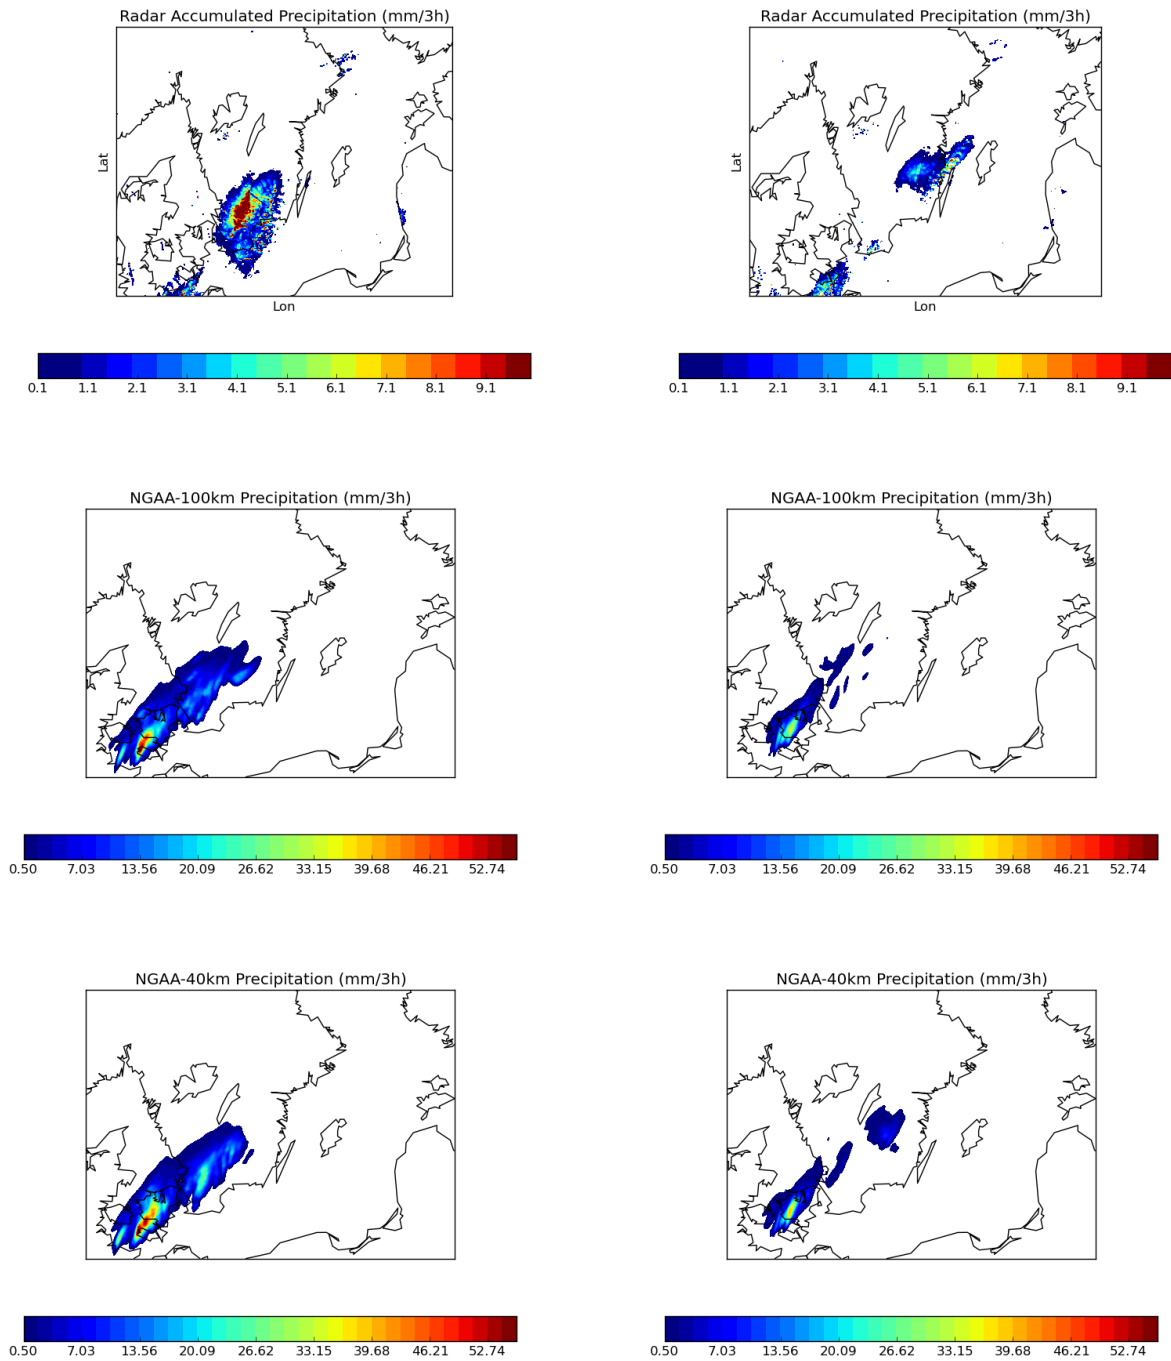 Radar Accumulated Precipitation (mm/3h)
Radar Accumulated Precipitation (mm/3h)
Lat
Lat
Lon
Lon
0.1 1.1 2.1 3.1 4.1 5.1 6.1 7.1 8.1 9.1
0.1 1.1 2.1 3.1 4.1 5.1 6.1 7.1 8.1 9.1
NGAA-100km Precipitation (mm/3h)
NGAA-100km Precipitation (mm/3h)
0.50 7.03 13.56 20.09 26.62 33.15 39.68 46.21 52.74
0.50 7.03 13.56 20.09 26.62 33.15 39.68 46.21 52.74
NGAA-40km Precipitation (mm/3h)
NGAA-40km Precipitation (mm/3h)
0.50 7.03 13.56 20.09 26.62 33.15 39.68 46.21 52.74
0.50 7.03 13.56 20.09 26.62 33.15 39.68 46.21 52.74